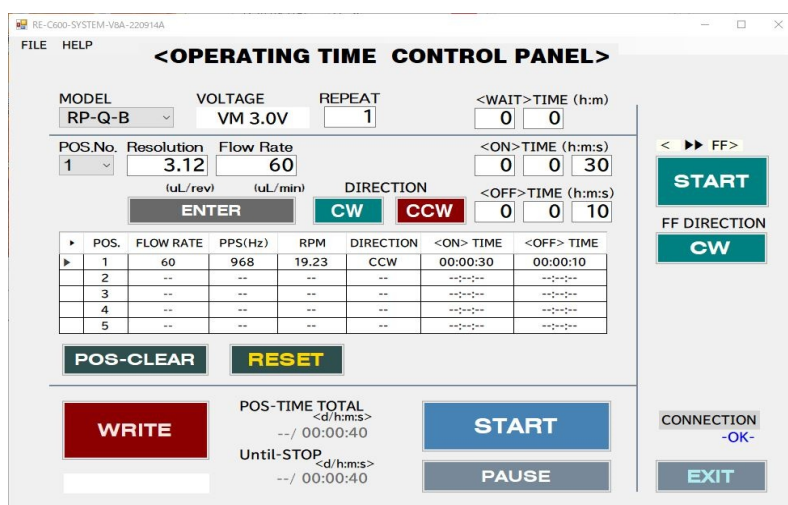 RE-C600-SYSTEM-V8A-220914A
FILE HELP
<OPERATING TIME CONTROL PANEL>
MODEL VOLTAGE REPEAT <WAIT>TIME (h:m)
RP-Q-B VM 3.0V 1 0 0
POS.No. Resolution Flow Rate <ON>TIME (h:m:s)
1 3.12 60 0 0 30
(uL/rev) (uL/min) DIRECTION <OFF>TIME (h:m:s)
ENTER CW CCW 0 0 10
POS. FLOW RATE PPS(Hz) RPM DIRECTION <ON> TIME <OFF> TIME
1 60 968 19.23 CCW 00:00:30 00:00:10
2 -- -- -- -- --:--:-- --:--:--
3 -- -- -- -- --:--:-- --:--:--
4 -- -- -- -- --:--:-- --:--:--
5 -- -- -- -- --:--:-- --:--:--
POS-CLEAR RESET
WRITE
POS-TIME TOTAL
<d/h:m:s>
--/ 00:00:40
Until-STOP
<d/h:m:s>
--/ 00:00:40
START
PAUSE
< ▶▶ FF>
START
FF DIRECTION
CW
CONNECTION
-OK-
EXIT